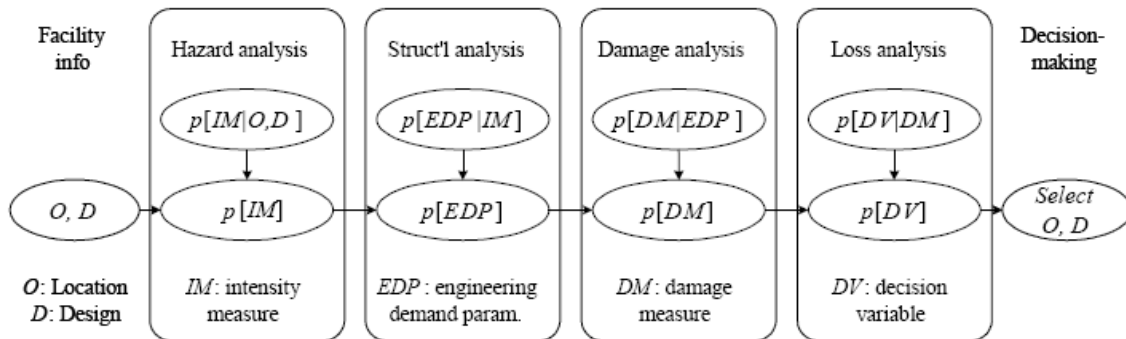 Facility
info
Hazard analysis
Struct'l analysis
Damage analysis
Loss analysis
Decision-
making
p[IM|O,D ]
p[EDP |IM]
p[DM|EDP ]
p[DV|DM]
O, D
p[IM]
p[EDP]
p[DM]
p[DV]
Select
O, D
O: Location
D: Design
IM: intensity
measure
EDP : engineering
demand param.
DM : damage
measure
DV : decision
variable